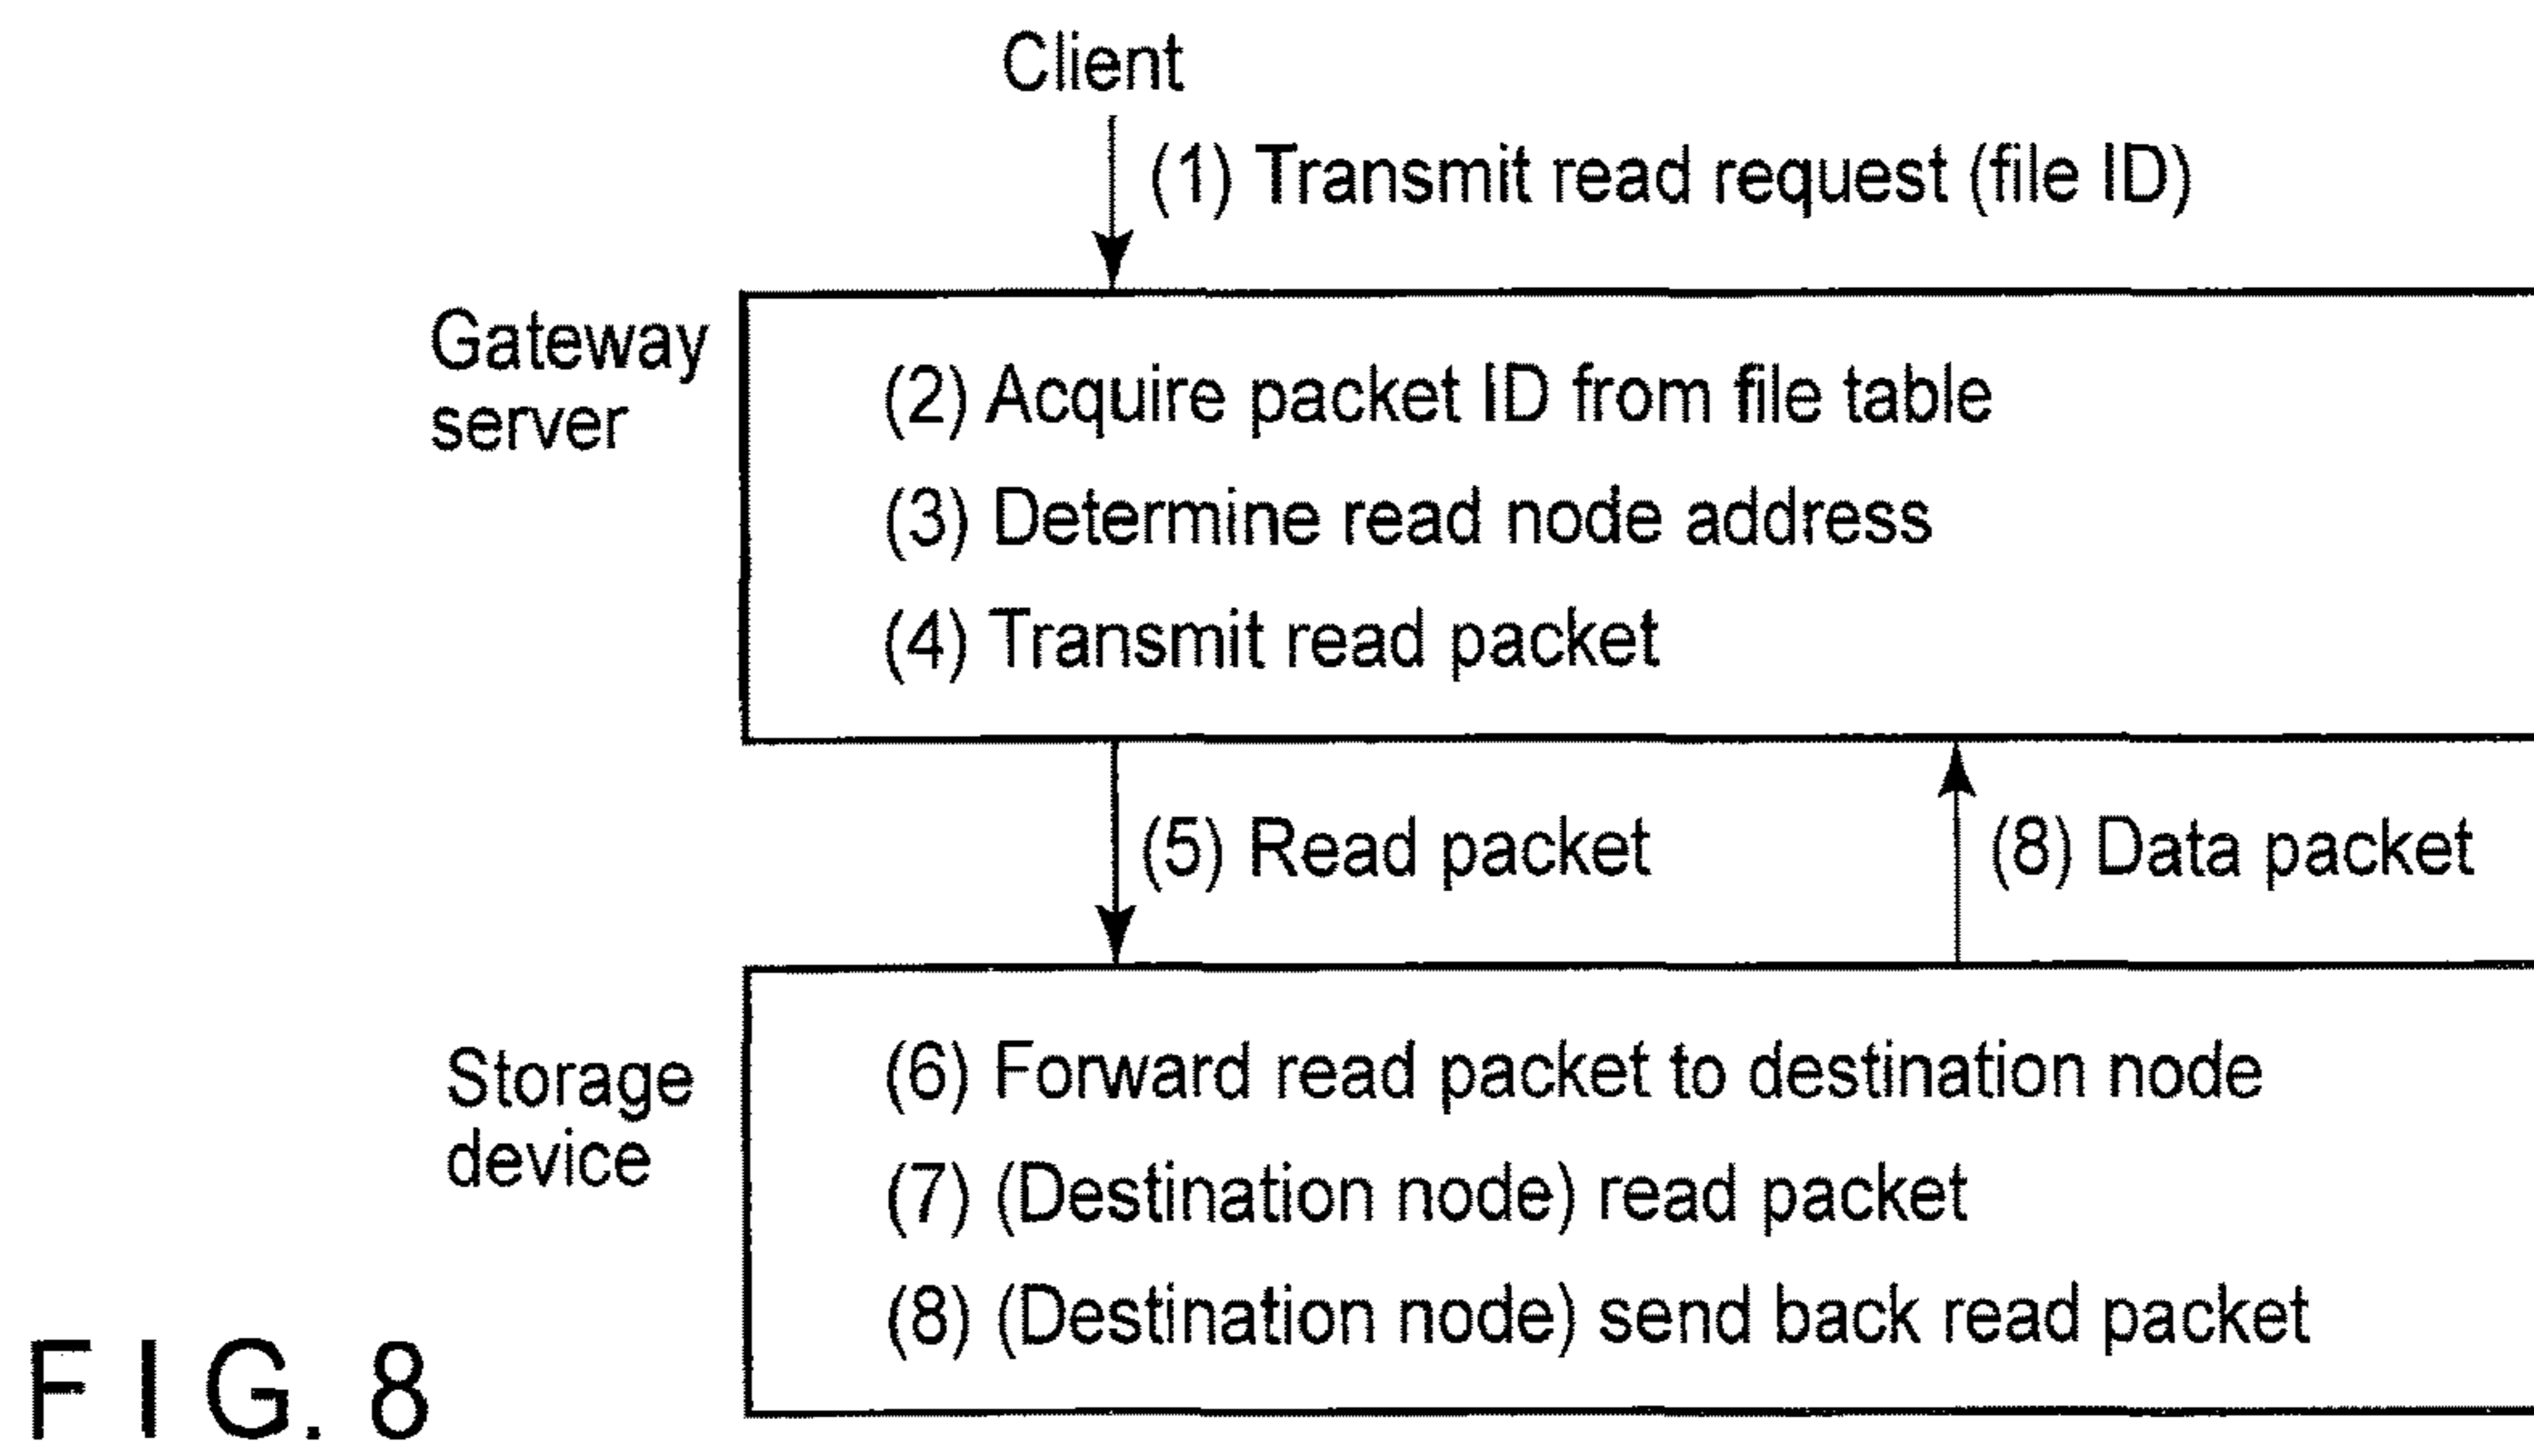 Client
(1) Transmit read request (file ID)
Gateway
server
(2) Acquire packet ID from file table
(3) Determine read node address
(4) Transmit read packet
(5) Read packet
(8) Data packet
Storage
device
(6) Forward read packet to destination node
(7) (Destination node) read packet
(8) (Destination node) send back read packet
FIG. 8